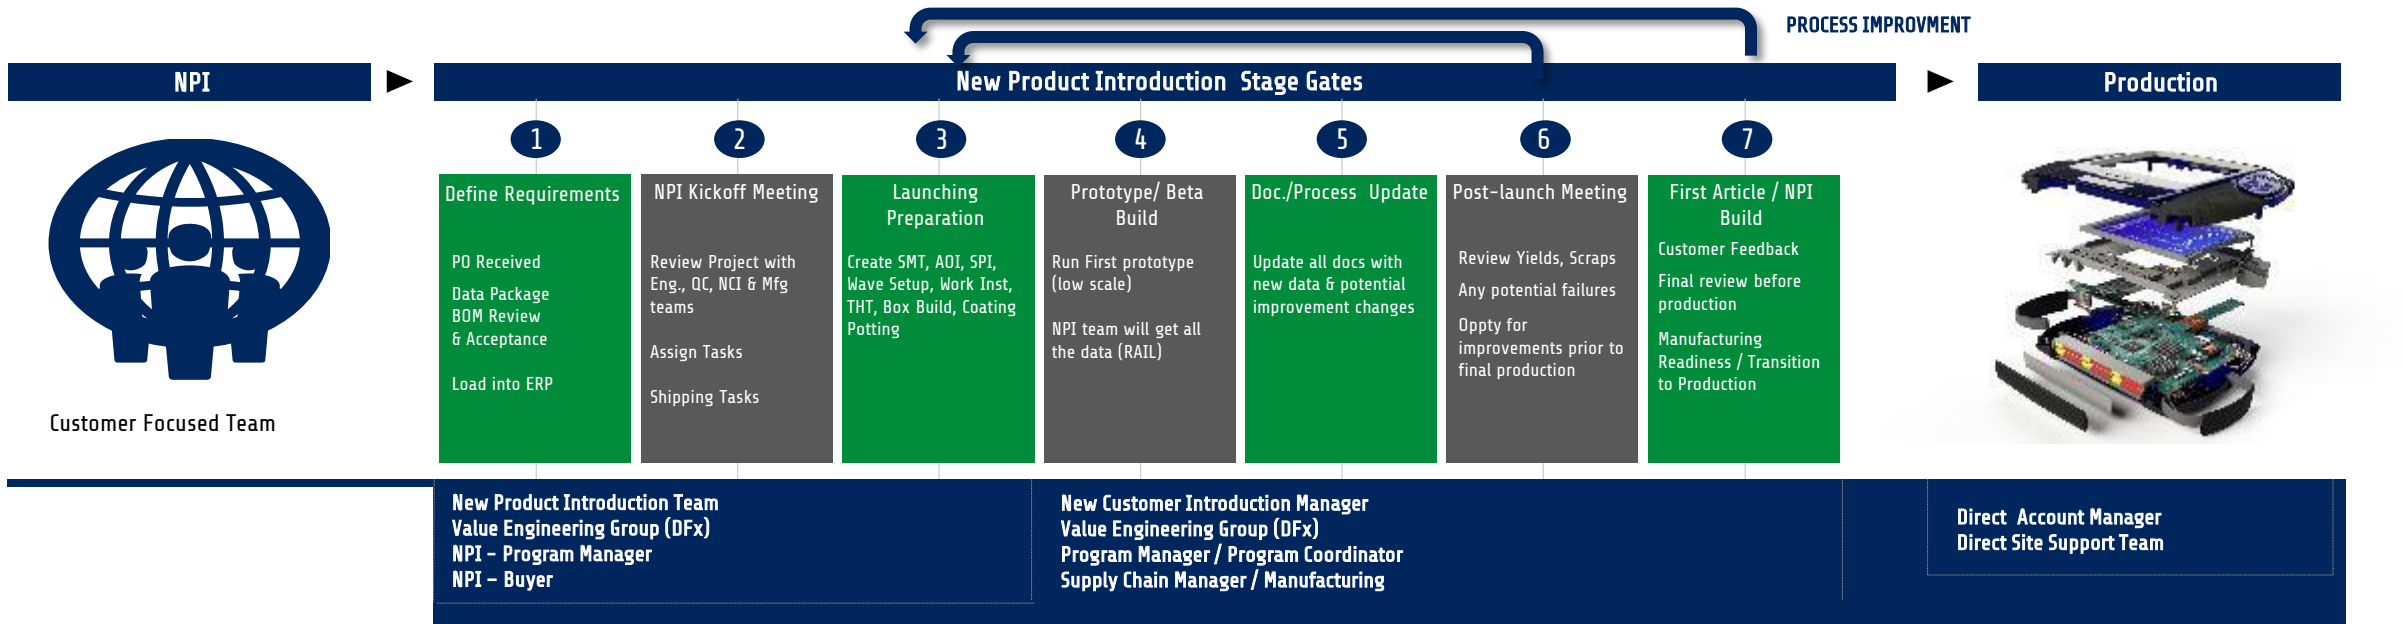 PROCESS IMPROVMENT
NPI
New Product Introduction Stage Gates
Production
1
2
3
4
5
6
7
Customer Focused Team
Define Requirements
PO Received
Data Package
BOM Review
& Acceptance
Load into ERP
NPI Kickoff Meeting
Review Project with
Eng., QC, NCI & Mfg
teams
Assign Tasks
Shipping Tasks
Launching
Preparation
Create SMT, AOI, SPI,
Wave Setup, Work Inst,
THT, Box Build, Coating
Potting
Prototype/ Beta
Build
Run First prototype
(low scale)
NPI team will get all
the data (RAIL)
Doc./Process Update
Update all docs with
new data & potential
improvement changes
Post-launch Meeting
Review Yields, Scraps
Any potential failures
Oppty for
improvements prior to
final production
First Article / NPI
Build
Customer Feedback
Final review before
production
Manufacturing
Readiness / Transition
to Production
New Product Introduction Team
Value Engineering Group (DFx)
NPI - Program Manager
NPI – Buyer
New Customer Introduction Manager
Value Engineering Group (DFx)
Program Manager / Program Coordinator
Supply Chain Manager / Manufacturing
Direct Account Manager
Direct Site Support Team